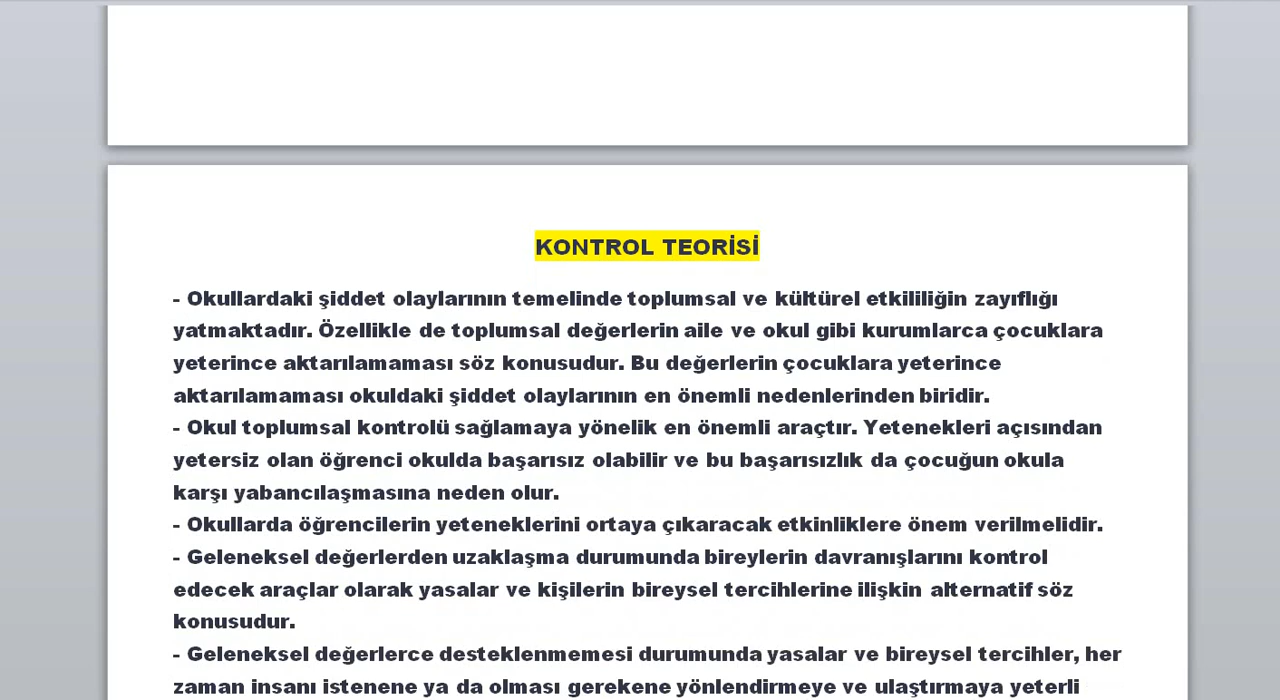 KONTROL TEORİSİ
- Okullardaki şiddet olaylarının temelinde toplumsal ve kültürel etkililiğin zayıflığı
yatmaktadır. Özellikle de toplumsal değerlerin aile ve okul gibi kurumlarca çocuklara
yeterince aktarılamaması söz konusudur. Bu değerlerin çocuklara yeterince
aktarılamaması okuldaki şiddet olaylarının en önemli nedenlerinden biridir.
- Okul toplumsal kontrolü sağlamaya yönelik en önemli araçtır. Yetenekleri açısından
yetersiz olan öğrenci okulda başarısız olabilir ve bu başarısızlık da çocuğun okula
karşı yabancılaşmasına neden olur.
- Okullarda öğrencilerin yeteneklerini ortaya çıkaracak etkinliklere önem verilmelidir.
- Geleneksel değerlerden uzaklaşma durumunda bireylerin davranışlarını kontrol
edecek araçlar olarak yasalar ve kişilerin bireysel tercihlerine ilişkin alternatif söz
konusudur.
- Geleneksel değerlerce desteklenmemesi durumunda yasalar ve bireysel tercihler, her
zaman insanı istenene ya da olması gerekene yönlendirmeye ve ulaştırmaya yeterli